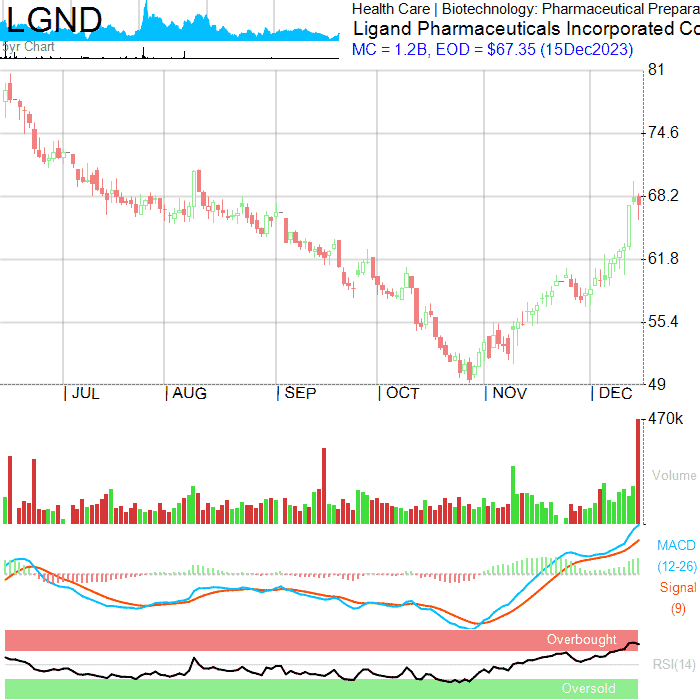 LGND
5yr Chart
Health Care | Biotechnology: Pharmaceutical Prepara
Ligand Pharmaceuticals Incorporated Co
MC = 1.2B, EOD = $67.35 (15Dec2023)
81
74.6
68.2
61.8
55.4
49
JUL
AUG
SEP
OCT
NOV
DEC
470k
Volume
MACD
(12-26)
Signal
(9)
Overbought
RSI(14)
Oversold